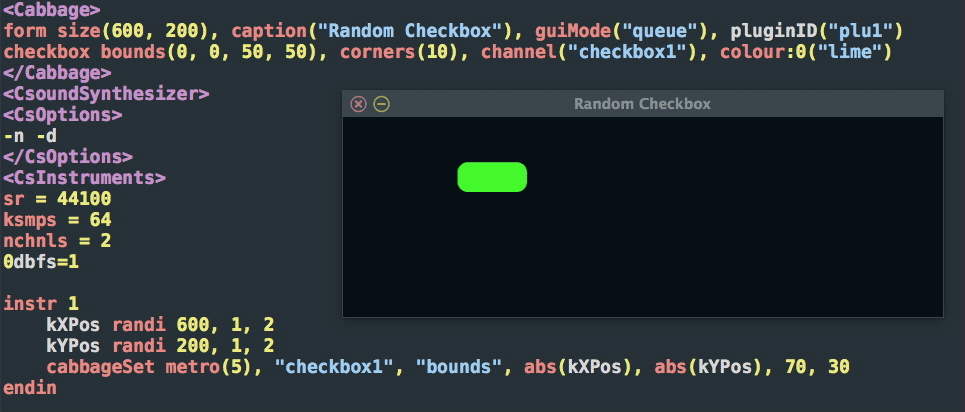 <Cabbage>
form size(600, 200), caption("Random Checkbox"), guiMode("queue"), pluginID("plu1")
checkbox bounds(0, 0, 50, 50), corners(10), channel("checkbox1"), colour:0("lime")
</Cabbage>
<CsoundSynthesizer>
<CsOptions>
-n -d
</CsOptions>
<CsInstruments>
sr = 44100
ksmps = 64
nchnls = 2
0dbfs=1
instr 1
kXPos randi 600, 1, 2
kYPos randi 200, 1, 2
cabbageSet metro(5), "checkbox1", "bounds", abs(kXPos), abs(kYPos), 70, 30
endin
Random Checkbox